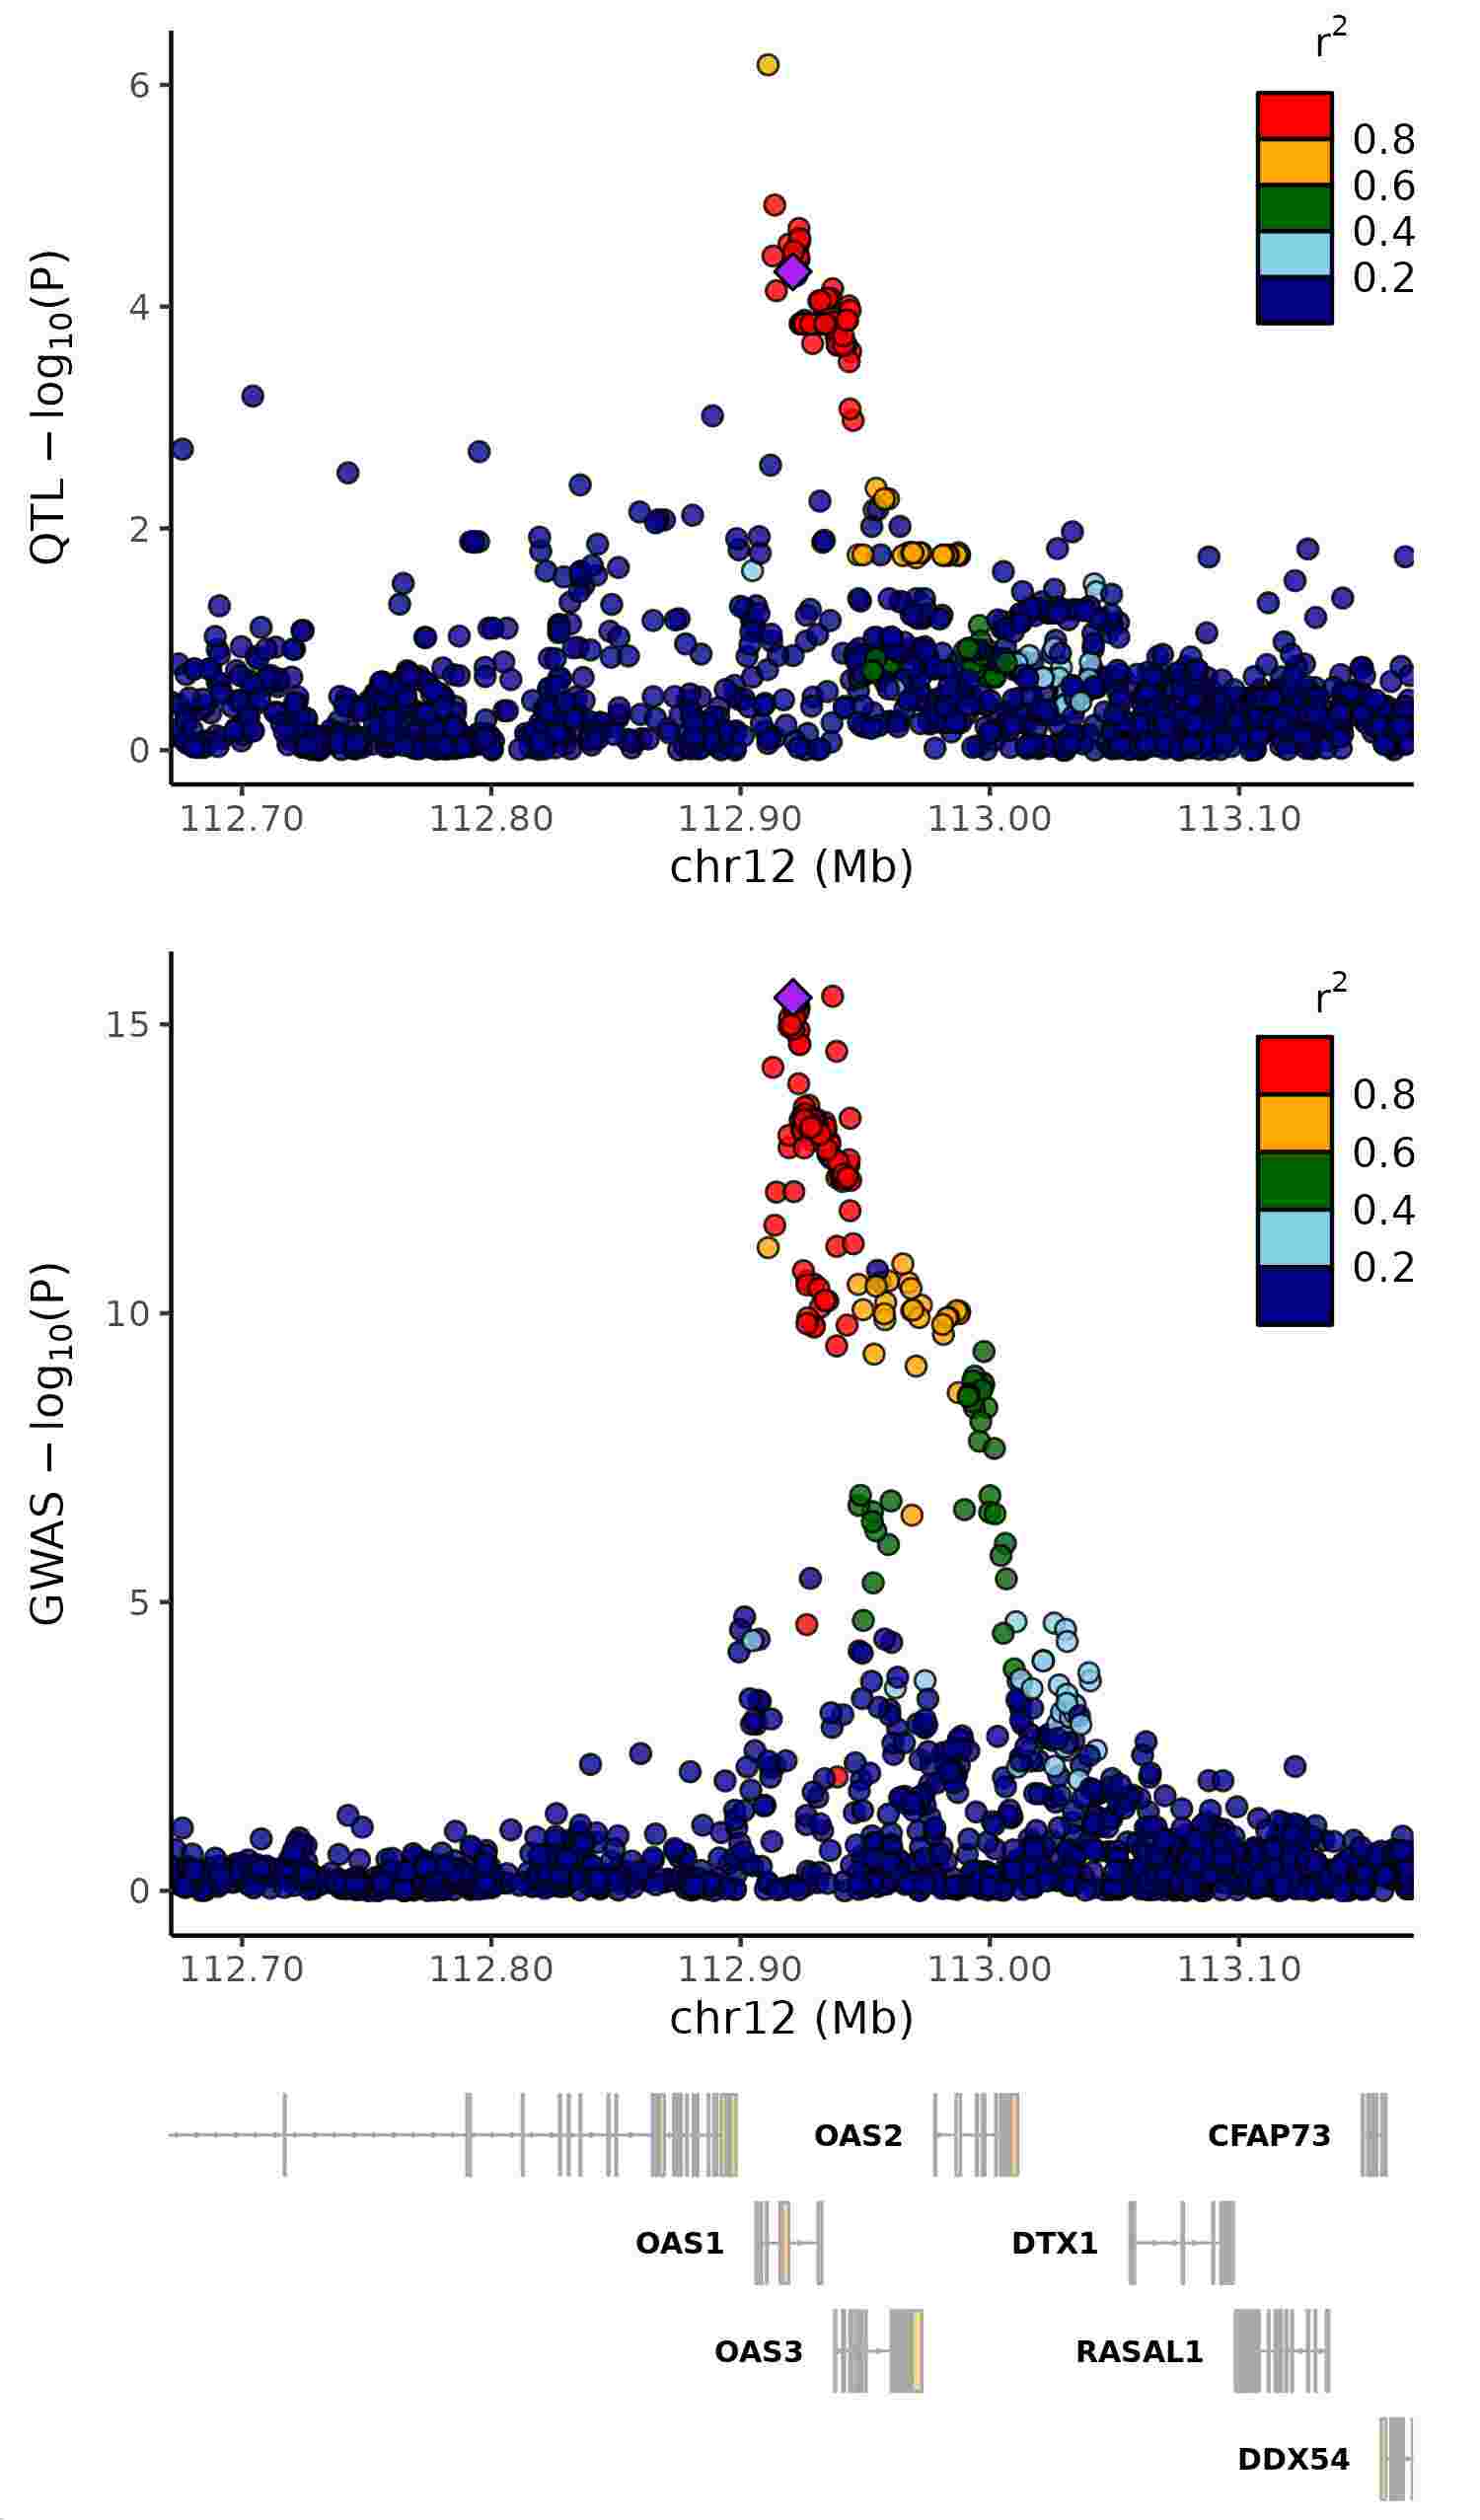 r²
6
4
2
0
0.8
0.6
0.4
0.2
QTL − log₁₀(P)
112.70 112.80 112.90 113.00 113.10
chr12 (Mb)
r²
15
10
5
0
0.8
0.6
0.4
0.2
GWAS − log₁₀(P)
112.70 112.80 112.90 113.00 113.10
chr12 (Mb)
OAS2 CFAP73
OAS1 DTX1
OAS3 RASAL1
DDX54